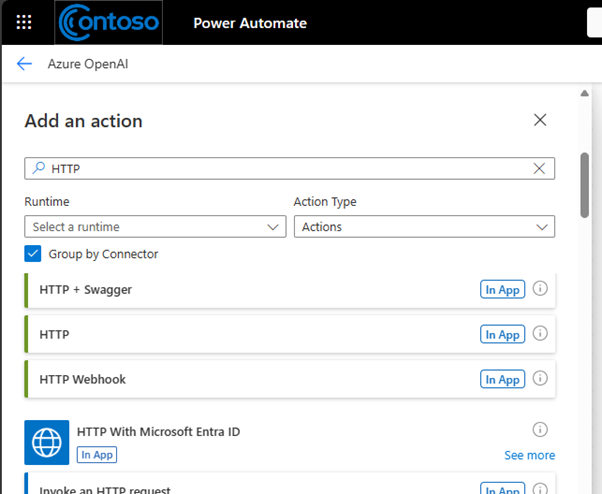 Contoso Power Automate
Azure OpenAI
Add an action
HTTP
Runtime Action Type
Select a runtime Actions
Group by Connector
HTTP + Swagger In App
HTTP In App
HTTP Webhook In App
HTTP With Microsoft Entra ID
In App
See more
Invoke an HTTP request In App